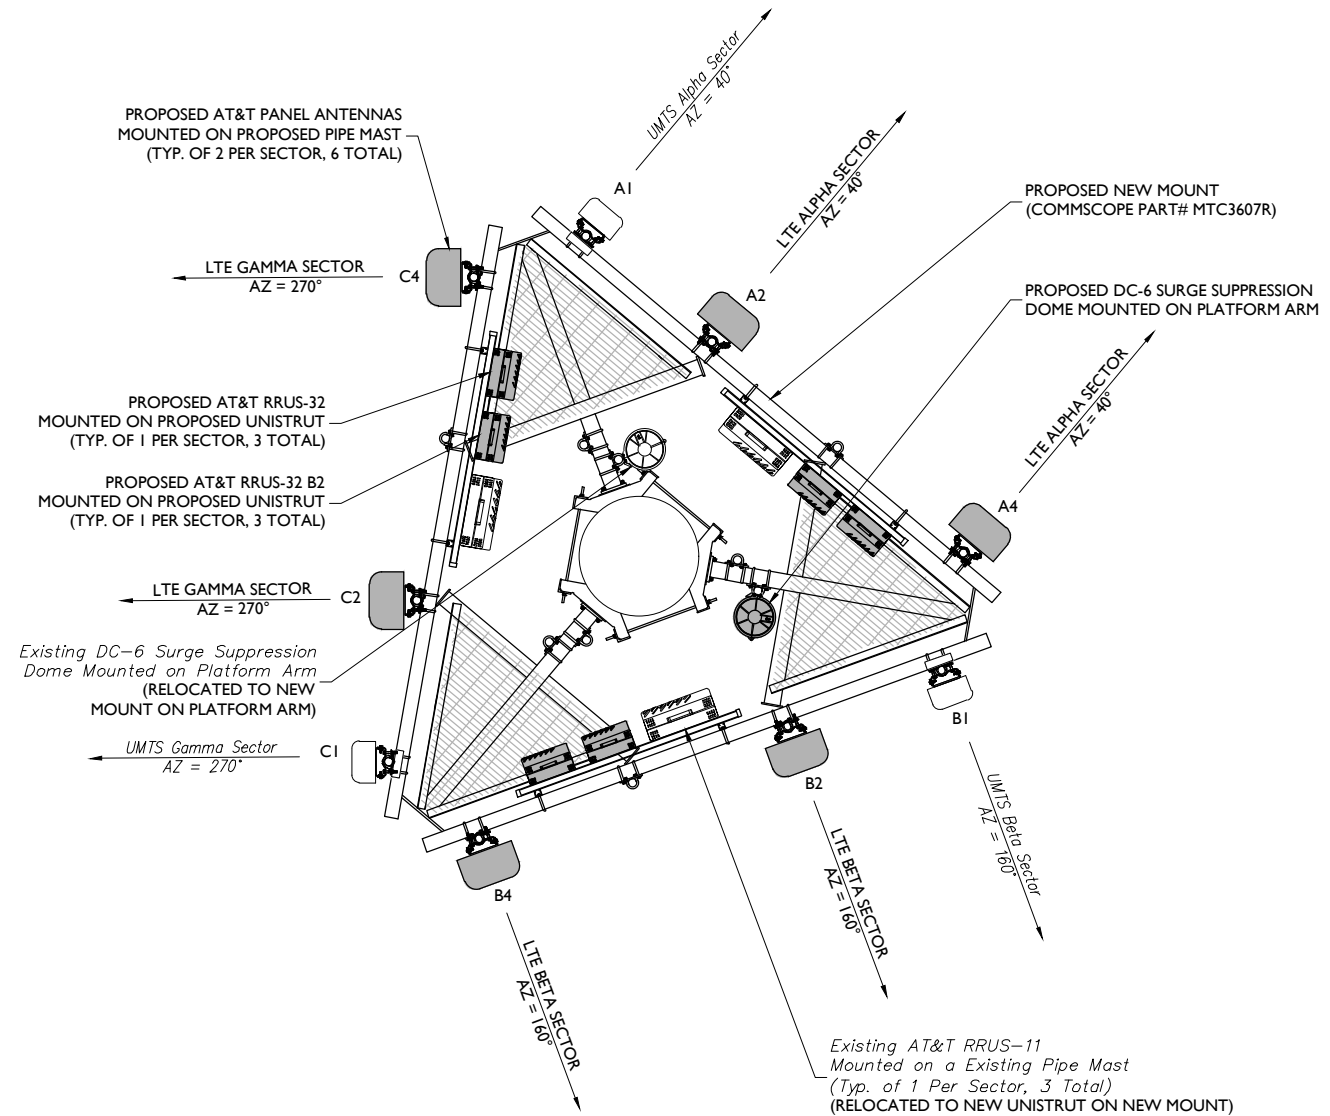 UMTS Alpha Sector
AZ = 40°
PROPOSED AT&T PANEL ANTENNAS
MOUNTED ON PROPOSED PIPE MAST
(TYP. OF 2 PER SECTOR, 6 TOTAL)
LTE ALPHA SECTOR
AZ = 40°
A1
PROPOSED NEW MOUNT
(COMMSCOPE PART# MTC3607R)
LTE GAMMA SECTOR
AZ = 270°
C4
A2
PROPOSED DC-6 SURGE SUPPRESSION
DOME MOUNTED ON PLATFORM ARM
LTE ALPHA SECTOR
AZ = 40°
PROPOSED AT&T RRUS-32
MOUNTED ON PROPOSED UNISTRUT
(TYP. OF 1 PER SECTOR, 3 TOTAL)
PROPOSED AT&T RRUS-32 B2
MOUNTED ON PROPOSED UNISTRUT
(TYP. OF 1 PER SECTOR, 3 TOTAL)
A4
LTE GAMMA SECTOR
AZ = 270°
C2
Existing DC-6 Surge Suppression
Dome Mounted on Platform Arm
(RELOCATED TO NEW
MOUNT ON PLATFORM ARM)
B1
UMTS Gamma Sector
AZ = 270°
C1
B2
UMTS Beta Sector
AZ = 160°
B4
LTE BETA SECTOR
AZ = 160°
LTE BETA SECTOR
AZ = 160°
Existing AT&T RRUS-11
Mounted on a Existing Pipe Mast
(Typ. of 1 Per Sector, 3 Total)
(RELOCATED TO NEW UNISTRUT ON NEW MOUNT)